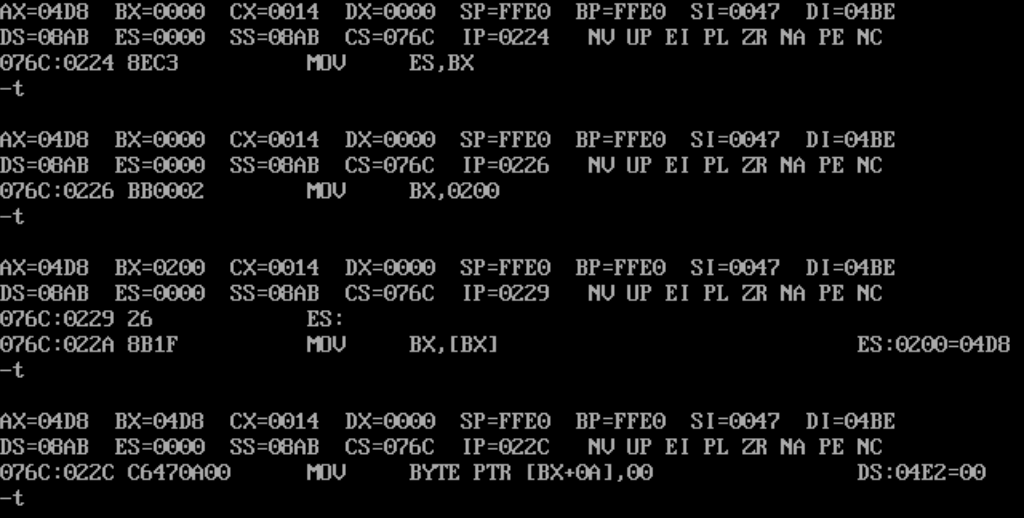 AX=04D8  BX=0000  CX=0014  DX=0000  SP=FFE0  BP=FFE0  SI=0047  DI=04BE
DS=08AB  ES=0000  SS=08AB  CS=076C  IP=0224   NV UP EI PL ZR NA PE NC
076C:0224 8EC3          MOV     ES,BX
-t
AX=04D8  BX=0000  CX=0014  DX=0000  SP=FFE0  BP=FFE0  SI=0047  DI=04BE
DS=08AB  ES=0000  SS=08AB  CS=076C  IP=0226   NV UP EI PL ZR NA PE NC
076C:0226 BB0002        MOV     BX,0200
-t
AX=04D8  BX=0200  CX=0014  DX=0000  SP=FFE0  BP=FFE0  SI=0047  DI=04BE
DS=08AB  ES=0000  SS=08AB  CS=076C  IP=0229   NV UP EI PL ZR NA PE NC
076C:0229 26            ES:
076C:022A 8B1F          MOV     BX,[BX]                            ES:0200=04D8
-t
AX=04D8  BX=04D8  CX=0014  DX=0000  SP=FFE0  BP=FFE0  SI=0047  DI=04BE
DS=08AB  ES=0000  SS=08AB  CS=076C  IP=022C   NV UP EI PL ZR NA PE NC
076C:022C C6470A00      MOV     BYTE PTR [BX+0A],00                DS:04E2=00
-t